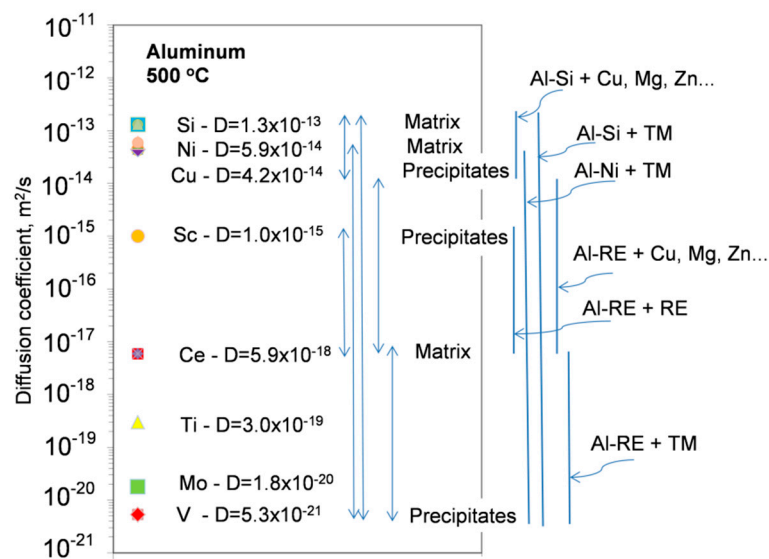 10⁻¹¹
10⁻¹²
10⁻¹³
10⁻¹⁴
10⁻¹⁵
10⁻¹⁶
10⁻¹⁷
10⁻¹⁸
10⁻¹⁹
10⁻²⁰
10⁻²¹
Diffusion coefficient, m²/s
Aluminum
500 °C
Si - D=1.3x10⁻¹³
Ni - D=5.9x10⁻¹⁴
Cu - D=4.2x10⁻¹⁴
Sc - D=1.0x10⁻¹⁵
Ce - D=5.9x10⁻¹⁸
Ti - D=3.0x10⁻¹⁹
Mo - D=1.8x10⁻²⁰
V - D=5.3x10⁻²¹
Matrix
Matrix
Precipitates
Precipitates
Matrix
Precipitates
Al-Si + Cu, Mg, Zn...
Al-Si + TM
Al-Ni + TM
Al-RE + Cu, Mg, Zn...
Al-RE + RE
Al-RE + TM